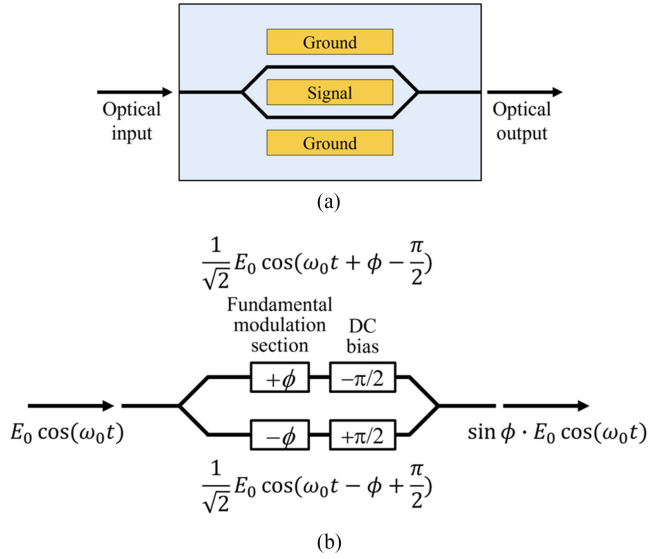 Ground
Optical input
Signal
Optical output
Ground
(a)
1/√2 E₀ cos(ω₀t + ϕ − π/2)
Fundamental modulation section
DC bias
+ϕ
−π/2
E₀ cos(ω₀t)
−ϕ
+π/2
sin ϕ · E₀ cos(ω₀t)
1/√2 E₀ cos(ω₀t − ϕ + π/2)
(b)